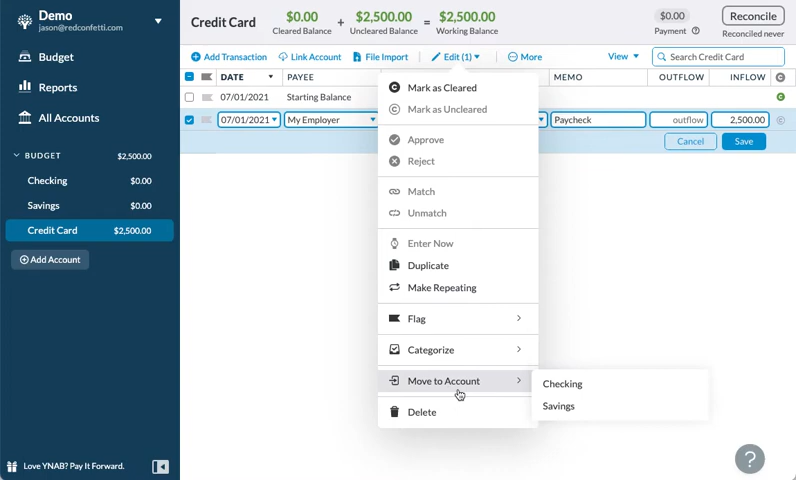 Demo
jason@redconfetti.com
Budget
Reports
All Accounts
BUDGET $2,500.00
Checking $0.00
Savings $0.00
Credit Card $2,500.00
Add Account
Love YNAB? Pay It Forward.
Credit Card
$0.00 + $2,500.00 = $2,500.00
Cleared Balance Uncleared Balance Working Balance
$0.00
Payment ?
Reconcile
Reconciled never
Add Transaction Link Account File Import Edit (1) More View Search Credit Card
DATE PAYEE MEMO OUTFLOW INFLOW C
07/01/2021 Starting Balance C
07/01/2021 My Employer Paycheck outflow 2,500.00 C
Cancel Save
C Mark as Cleared
C Mark as Uncleared
Approve
Reject
Match
Unmatch
Enter Now
Duplicate
Make Repeating
Flag
Categorize
Move to Account
Delete
Checking
Savings
?